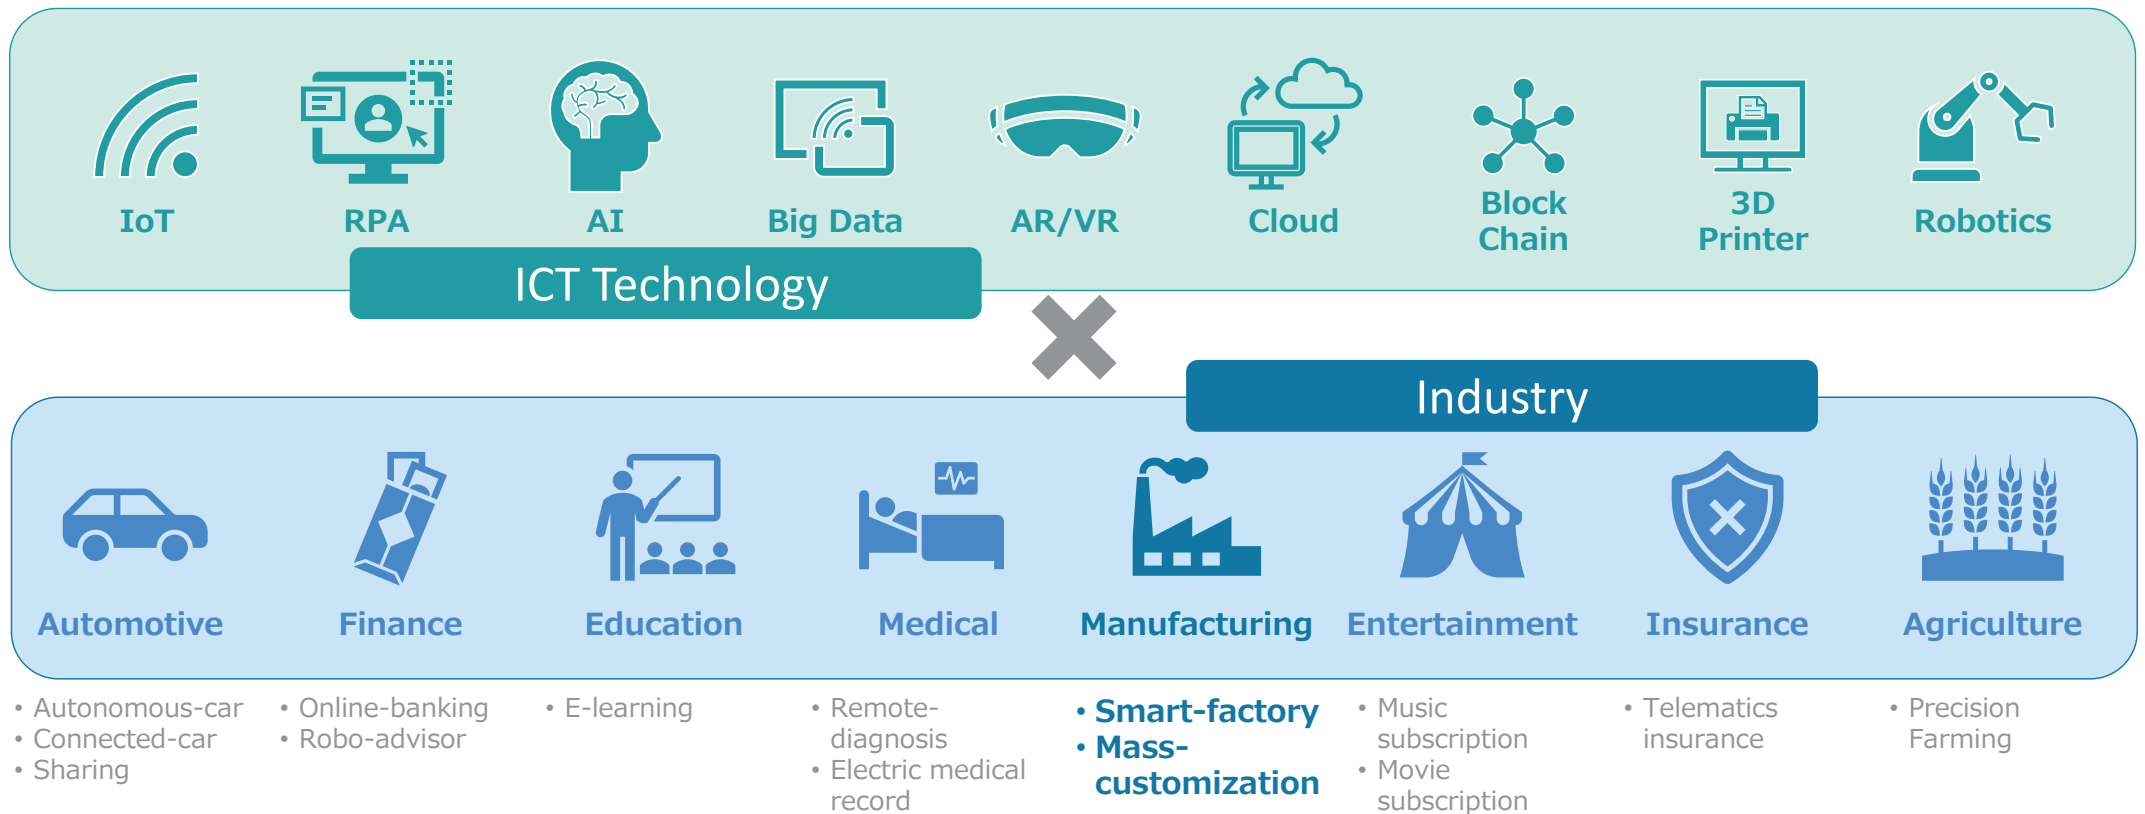 IoT
RPA
AI
Big Data
AR/VR
Cloud
Block
Chain
3D
Printer
Robotics
ICT Technology
Industry
Automotive
Finance
Education
Medical
Manufacturing
Entertainment
Insurance
Agriculture
• Autonomous-car
• Connected-car
• Sharing
• Online-banking
• Robo-advisor
• E-learning
• Remote-
diagnosis
• Electric medical
record
• Smart-factory
• Mass-
customization
• Music
subscription
• Movie
subscription
• Telematics
insurance
• Precision
Farming